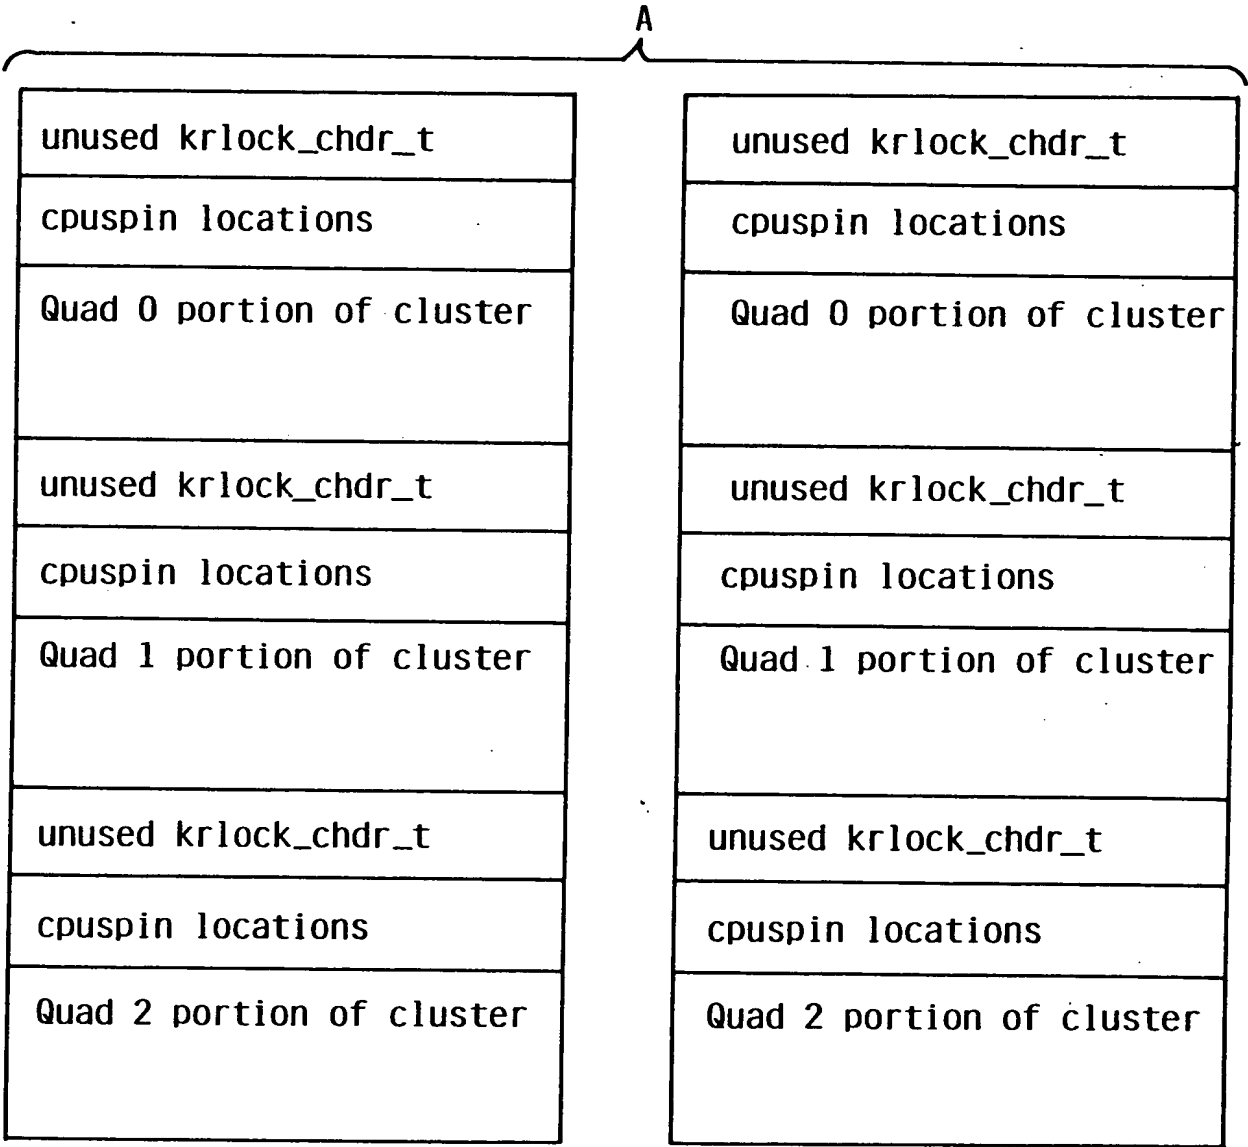 A
unused krlock_chdr_t
cpuspin locations
Quad 0 portion of cluster
unused krlock_chdr_t
cpuspin locations
Quad 1 portion of cluster
unused krlock_chdr_t
cpuspin locations
Quad 2 portion of cluster
unused krlock_chdr_t
cpuspin locations
Quad 0 portion of cluster
unused krlock_chdr_t
cpuspin locations
Quad 1 portion of cluster
unused krlock_chdr_t
cpuspin locations
Quad 2 portion of cluster